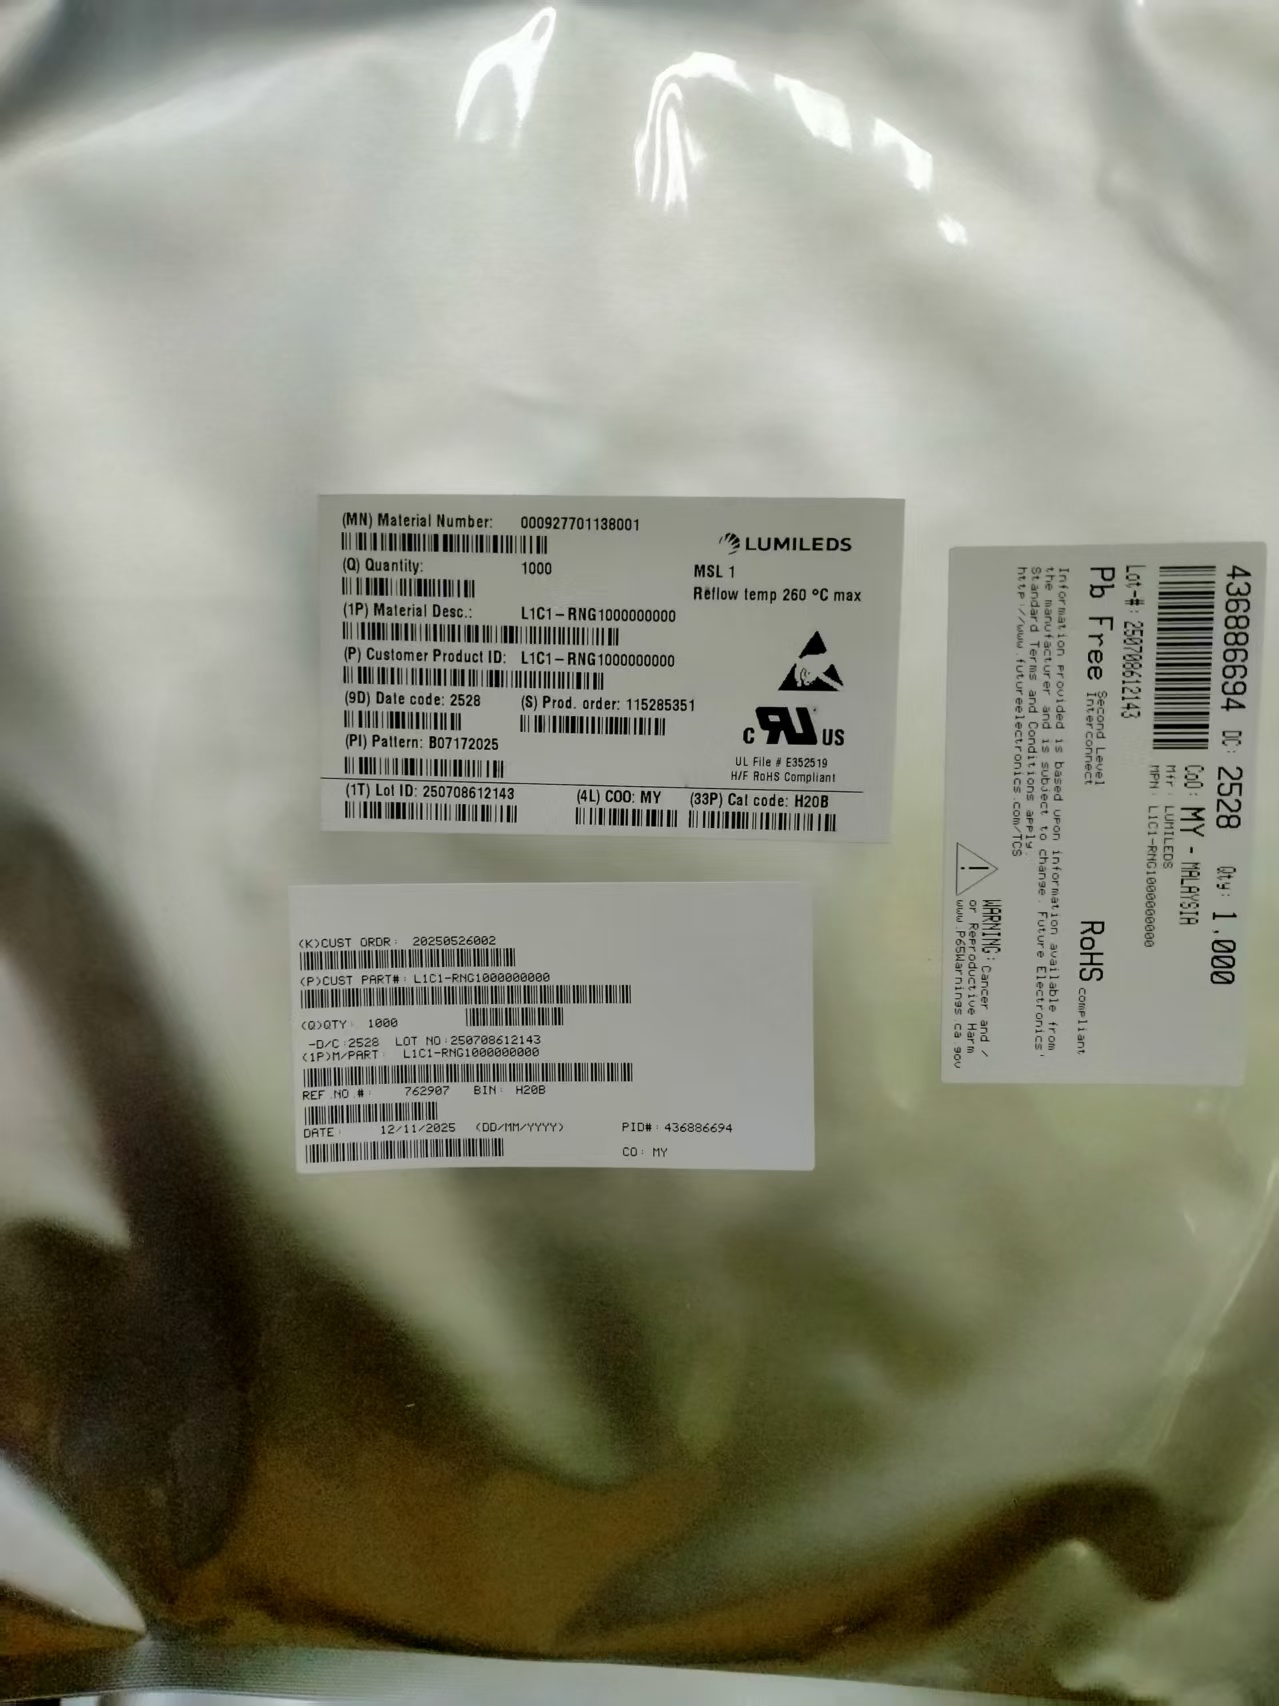 (MN) Material Number: 000927701138001
(Q) Quantity: 1000
(1P) Material Desc.: L1C1-RNG1000000000
(P) Customer Product ID: L1C1-RNG1000000000
(9D) Date code: 2528 (S) Prod. order: 115285351
(PI) Pattern: B07172025
(1T) Lot ID: 250708612143 (4L) COO: MY (33P) Cat code: H20B
LUMILEDS
MSL 1
Reflow temp 260 °C max
C US
UL File # E352519
H/F RoHS Compliant
(K)CUST ORDR: 20250526002
(P)CUST PART#: L1C1-RNG1000000000
(Q)QTY: 1000
-D/C:2528 LOT NO:250708612143
(1P)M/PART: L1C1-RNG1000000000
REF.NO.#: 762907 BIN: H20B
DATE: 12/11/2025 (DD/MM/YYYY) PID#: 436886694
CO: MY
436886694 DC: 2528 Qty: 1,000
CoO: MY - MALAYSIA
Mfr: LUMILEDS
MPN: L1C1-RNG1000000000
Lot-#: 250708612143
Pb Free Second Level Interconnect RoHS compliant
Information provided is based upon information available from
the manufacturer and is subject to change. Future Electronics'
Standard Terms and Conditions apply.
http://www.futureelectronics.com/TCS
WARNING: Cancer and /
or Reproductive Harm
www.P65Warnings.ca.gov